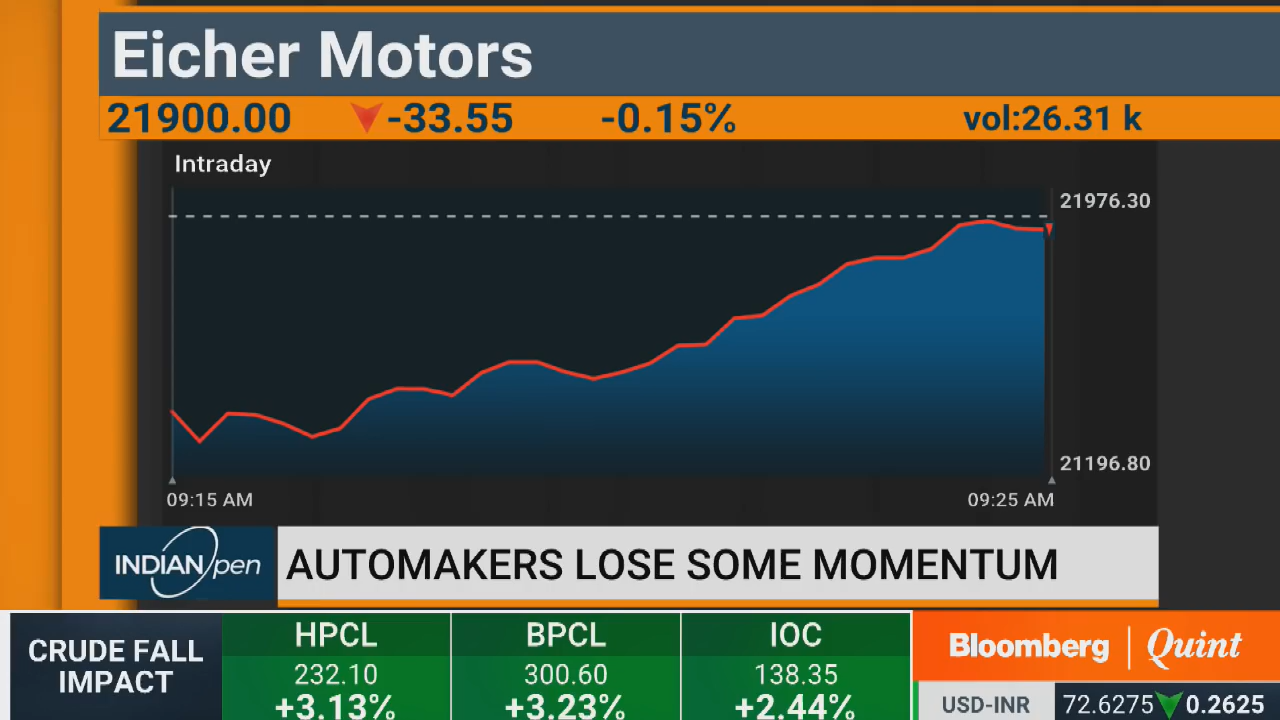 Eicher Motors
21900.00 -33.55 -0.15% vol:26.31 k
Intraday
21976.30
21196.80
09:15 AM 09:25 AM
INDIAN Open AUTOMAKERS LOSE SOME MOMENTUM
CRUDE FALL
IMPACT
HPCL
232.10
+3.13%
BPCL
300.60
+3.23%
IOC
138.35
+2.44%
Bloomberg | Quint
USD-INR 72.6275 0.2625